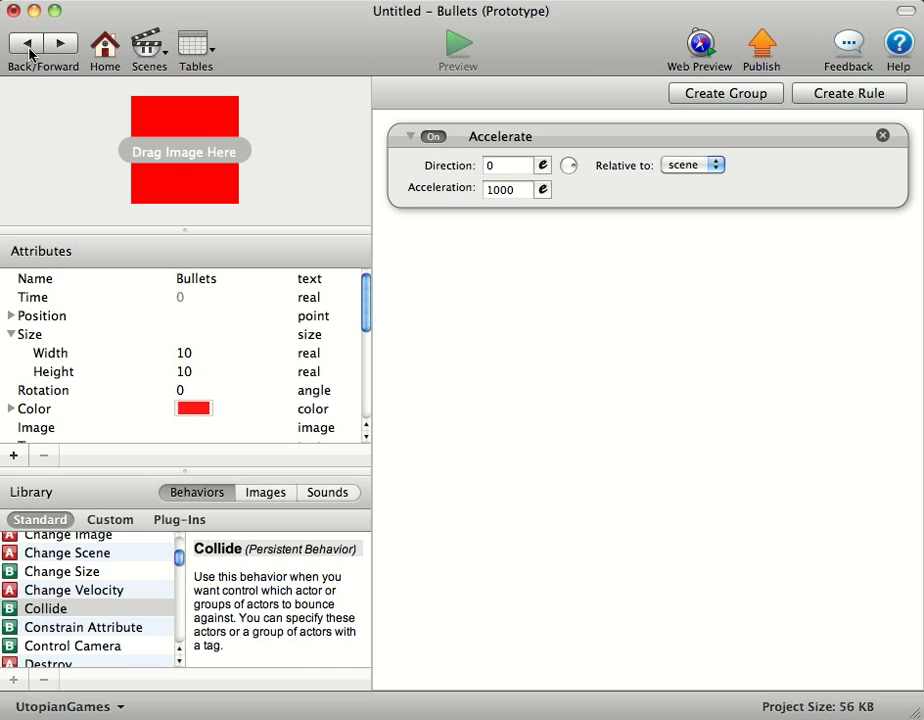 Untitled – Bullets (Prototype)
Back/Forward Home Scenes Tables Preview Web Preview Publish Feedback Help
Create Group Create Rule
Drag Image Here
On Accelerate
Direction: 0 e Relative to: scene
Acceleration: 1000 e
Attributes
Name Bullets text
Time 0 real
Position point
Size size
Width 10 real
Height 10 real
Rotation 0 angle
Color color
Image image
+ −
Library Behaviors Images Sounds
Standard Custom Plug-Ins
A Change Image
A Change Scene
B Change Size
A Change Velocity
B Collide
B Constrain Attribute
B Control Camera
A Destroy
Collide (Persistent Behavior)
Use this behavior when you
want control which actor or
groups of actors to bounce
against. You can specify these
actors or a group of actors with
a tag.
+ −
UtopianGames Project Size: 56 KB